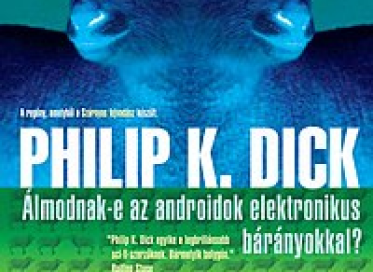 A regény, amelyből a Szárnyas fejvadász készült.
PHILIP K. DICK
Álmodnak-e az androidok elektronikus
bárányokkal?
"Philip K. Dick egyike a legbrilliánsabb
sci-fi-szerzőknek. Bármelyik bolygón."